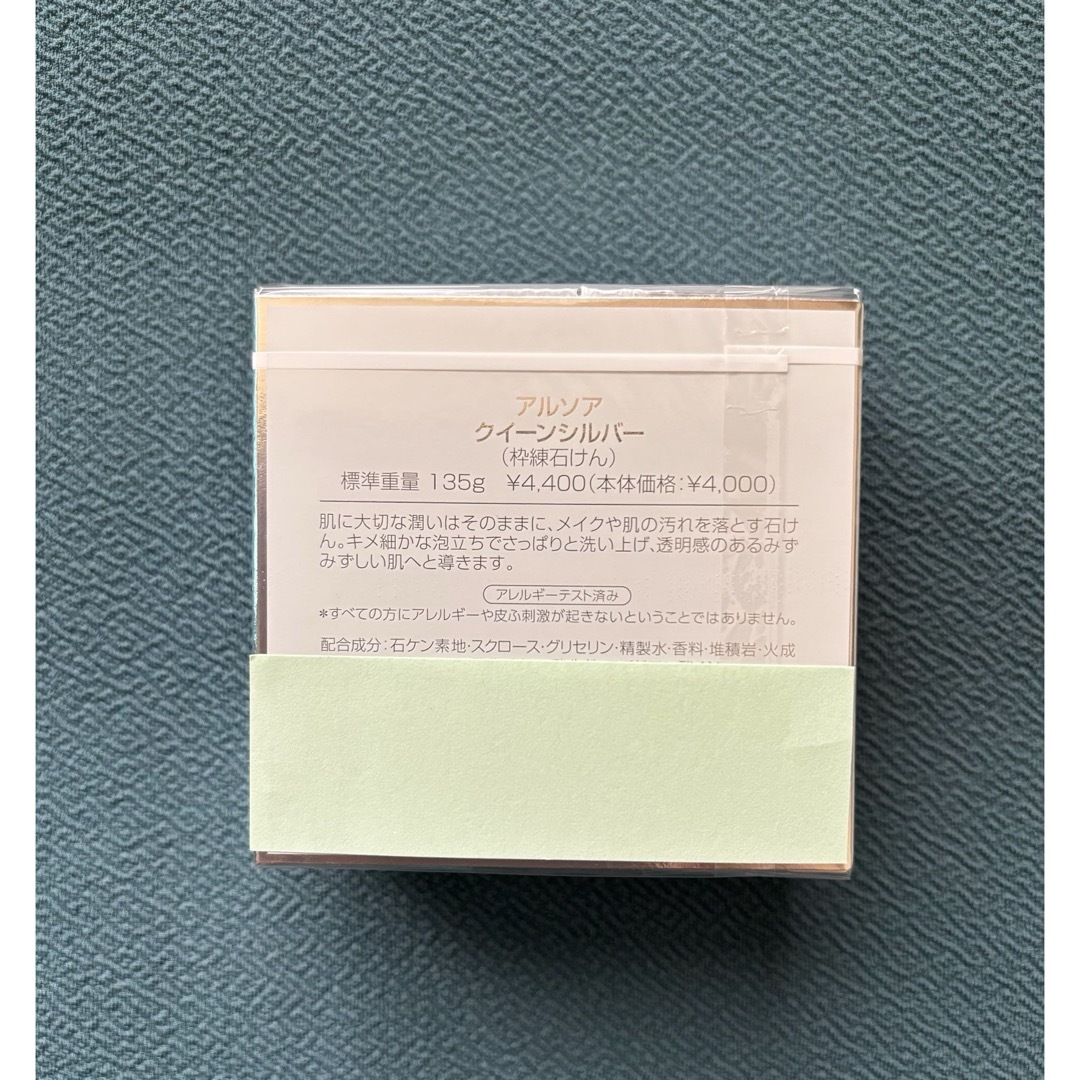 アルソア
クイーンシルバー
(枠練石けん)
標準重量 135g ¥4,400(本体価格:¥4,000)
肌に大切な潤いはそのままに、メイクや肌の汚れを落とす石け
ん。キメ細かな泡立ちでさっぱりと洗い上げ、透明感のあるみず
みずしい肌へと導きます。
アレルギーテスト済み
*すべての方にアレルギーや皮ふ刺激が起きないということではありません。
配合成分:石ケン素地・スクロース・グリセリン・精製水・香料・堆積岩・火成